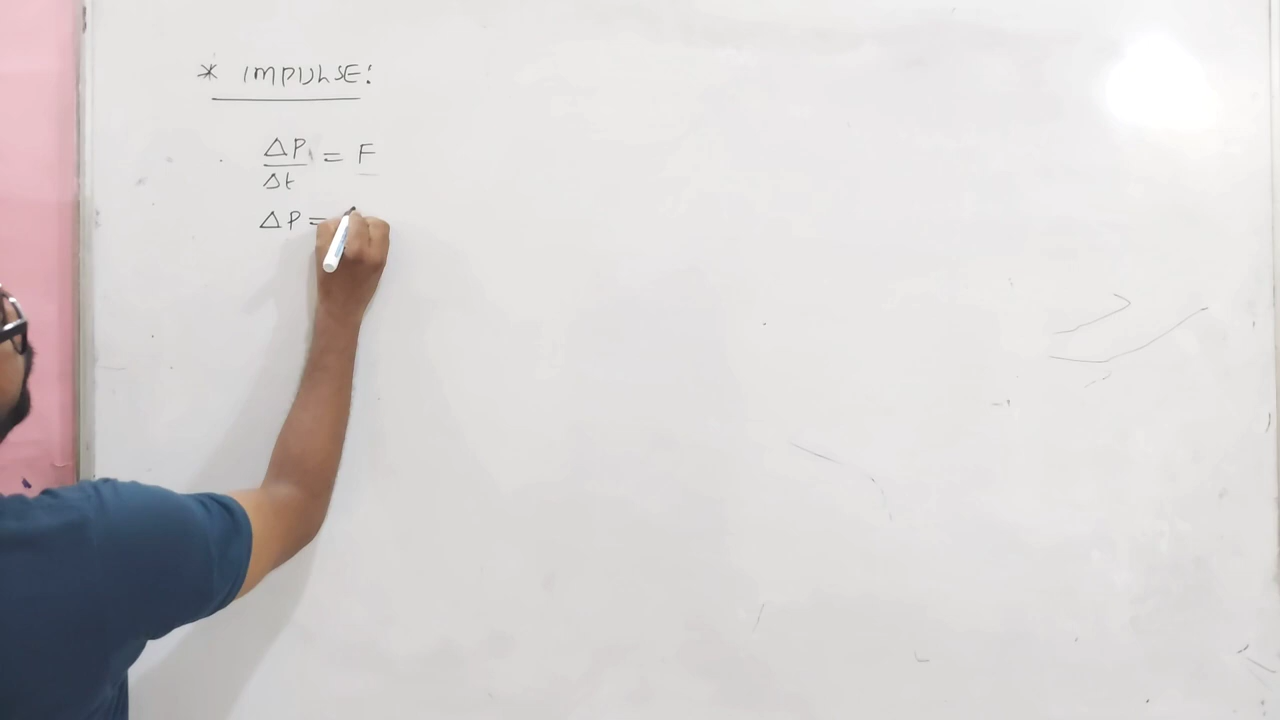 * IMPULSE:
ΔP/Δt = F
ΔP =